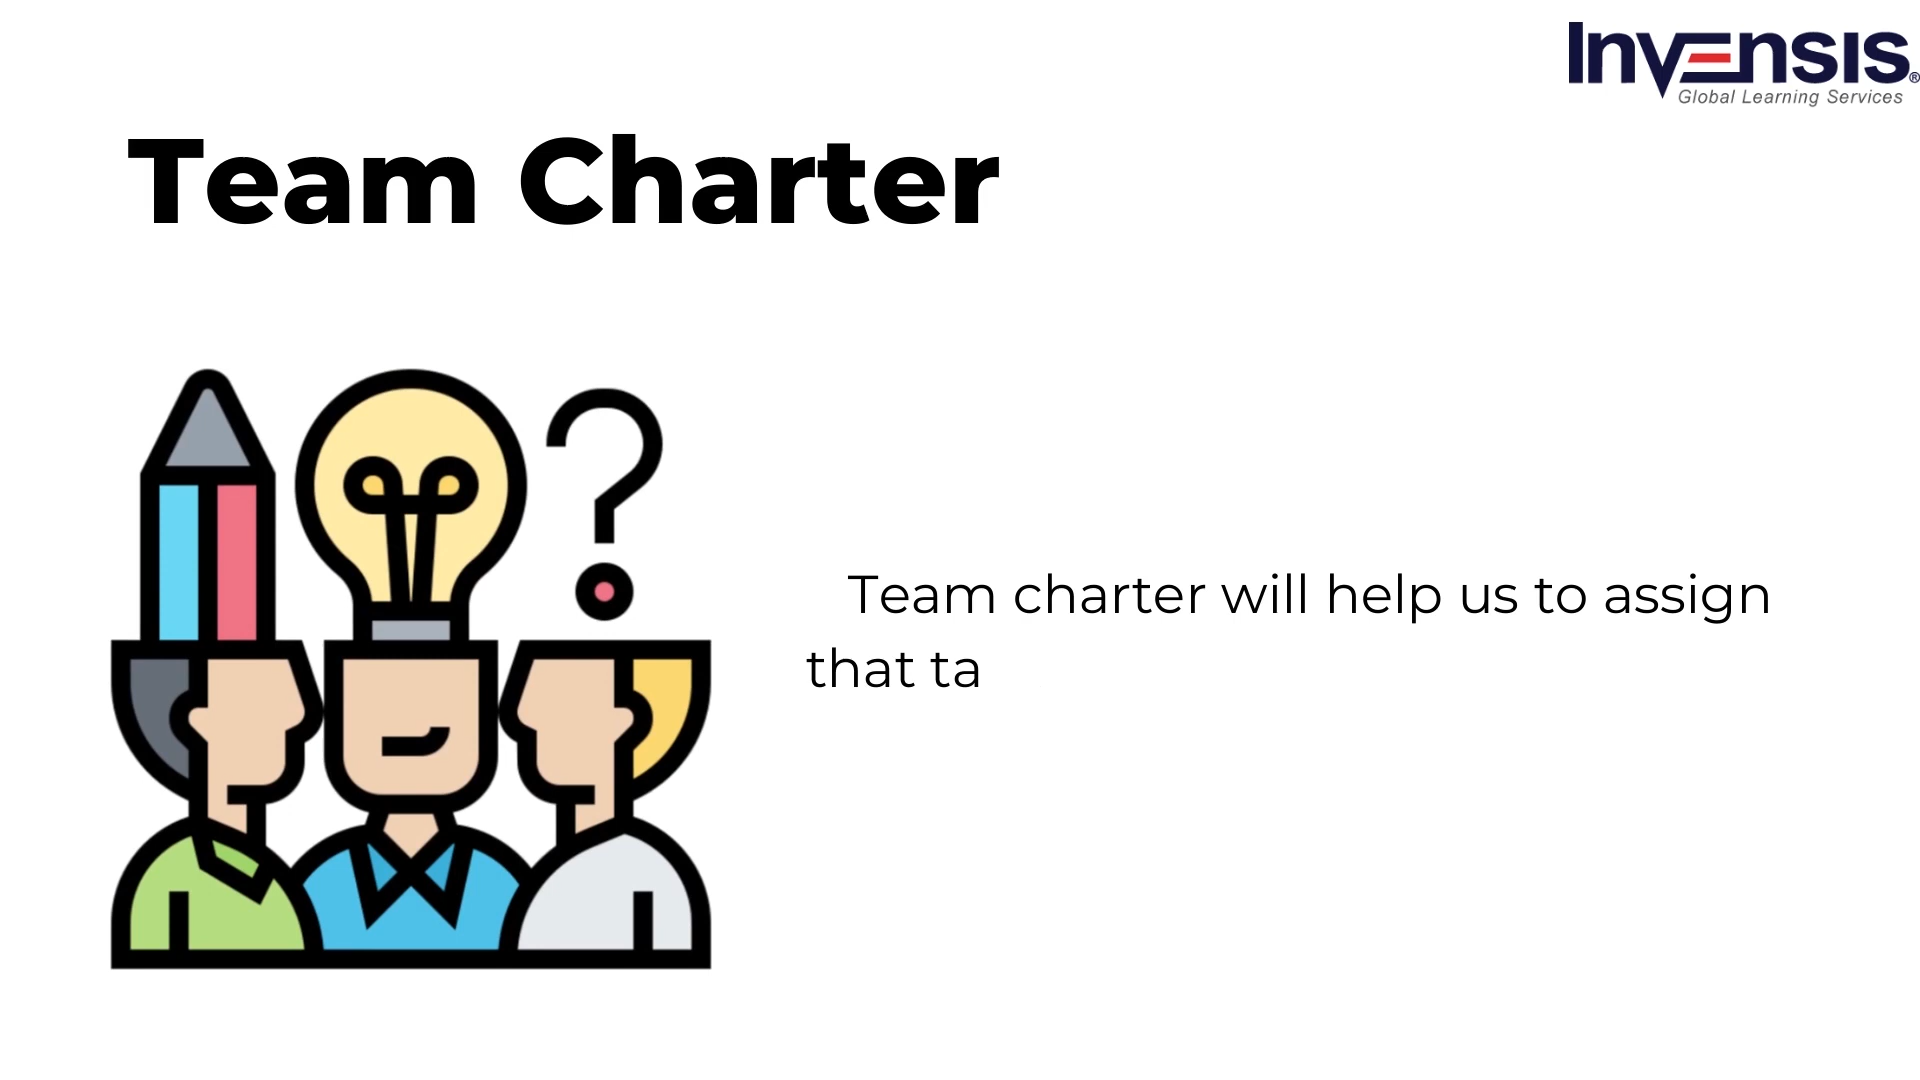 Invensis®
Global Learning Services
Team Charter
Team charter will help us to assign
that ta